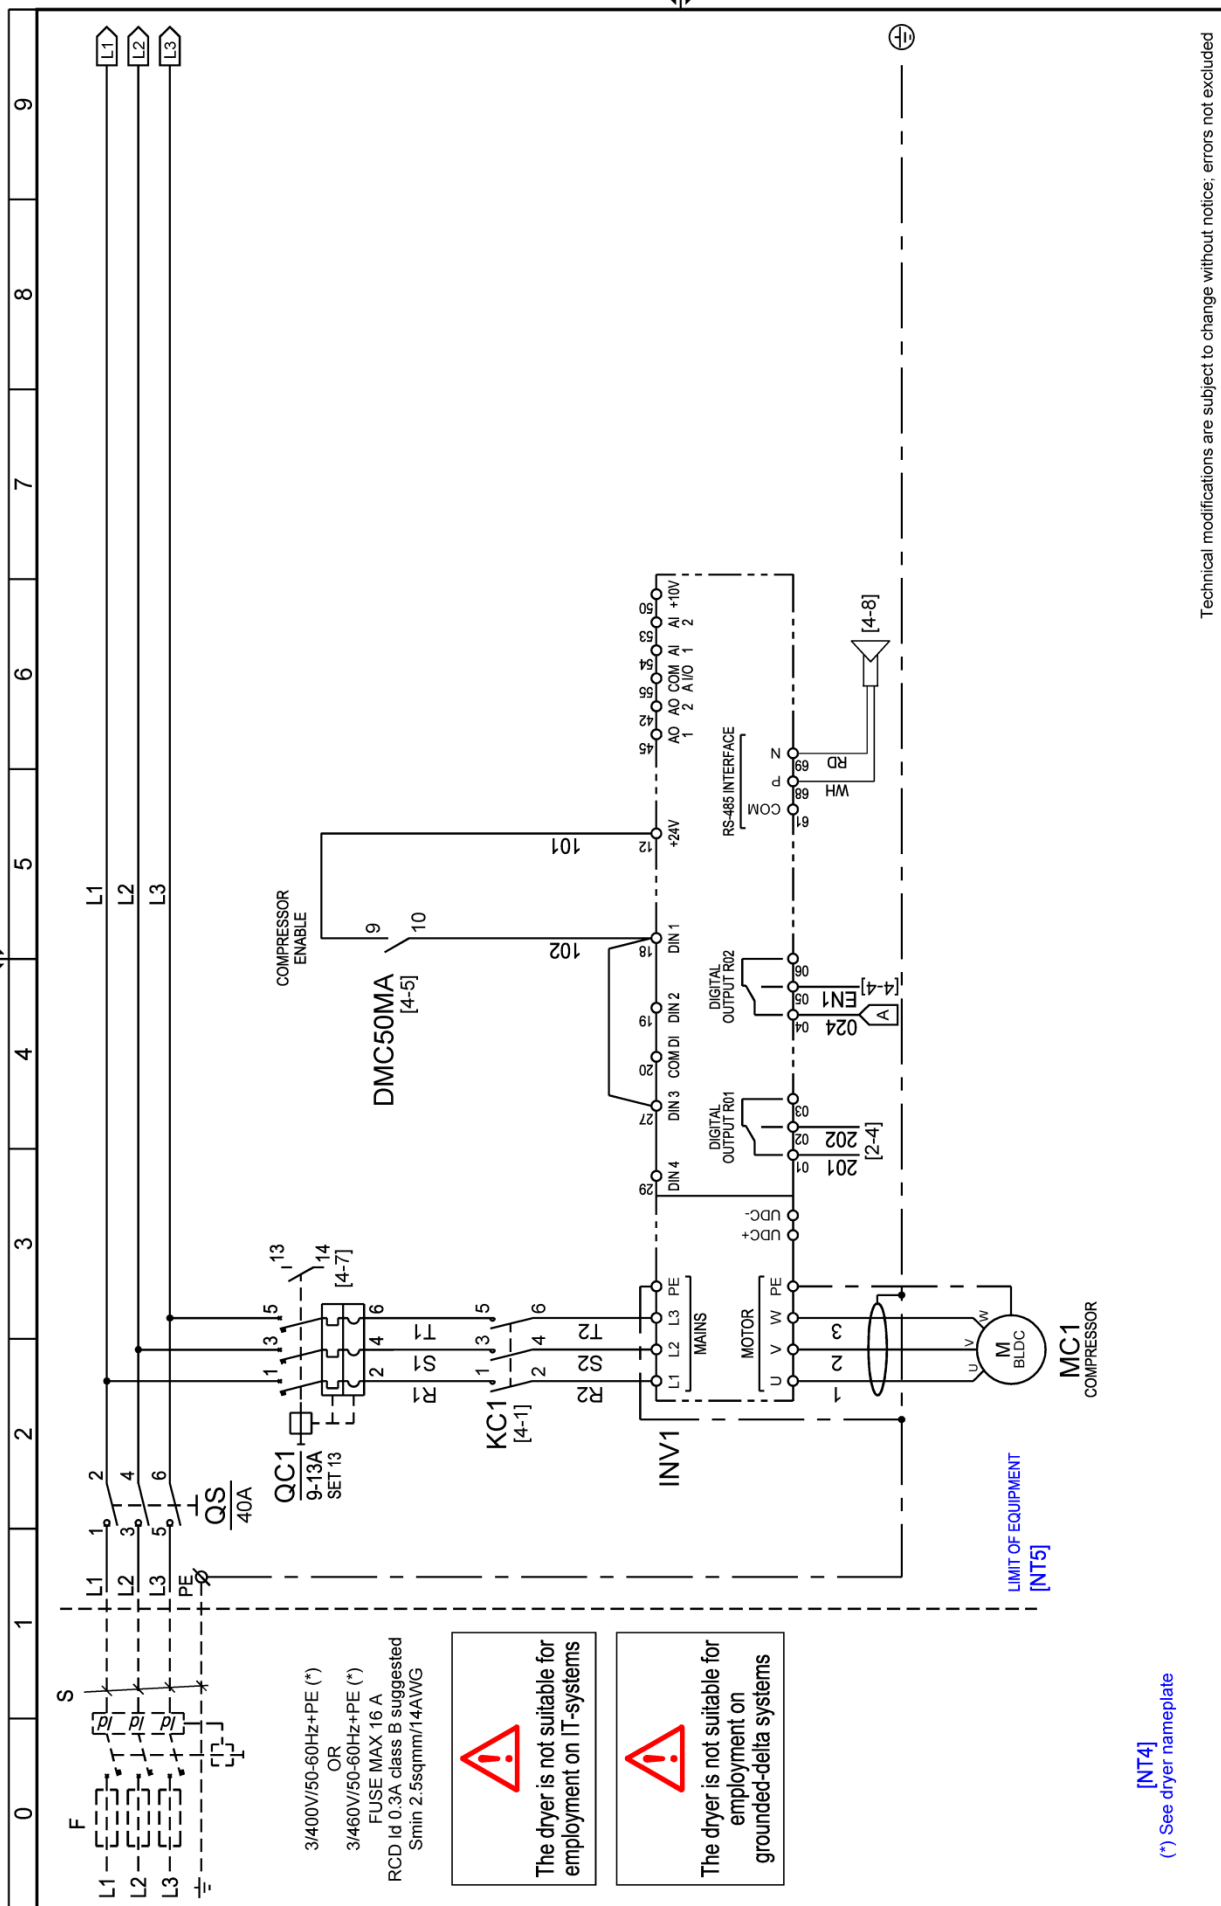 0
1
2
3
4
5
6
7
8
9
F
L1
L2
L3
Id
Id
Id
S
L1
L2
L3
PE
1
3
5
2
4
6
QS
40A
L1
L2
L3
L1
L2
L3
3/400V/50-60Hz+PE (*)
OR
3/460V/50-60Hz+PE (*)
FUSE MAX 16 A
RCD Id 0.3A class B suggested
Smin 2.5sqmm/14AWG
The dryer is not suitable for
employment on IT-systems
The dryer is not suitable for
employment on
grounded-delta systems
QC1
9-13A
SET 13
1
3
5
13
14
[4-7]
2
4
6
R1
S1
T1
KC1
[4-1]
1
3
5
2
4
6
R2
S2
T2
COMPRESSOR
ENABLE
DMC50MA
[4-5]
9
10
102
101
INV1
L1
L2
L3
PE
MAINS
29
DIN 4
27
DIN 3
20
COM DI
19
DIN 2
18
DIN 1
12
+24V
45
AO
1
42
AO
2
55
COM
A I/O
54
AI
1
53
AI
2
50
+10V
MOTOR
U
V
W
PE
UDC+
UDC-
DIGITAL
OUTPUT R01
01
02
03
201
202
[2-4]
DIGITAL
OUTPUT R02
04
05
06
024
EN1
[4-4]
A
RS-485 INTERFACE
COM
P
N
61
68
69
WH
RD
[4-8]
1
2
3
U
V
W
M
BLDC
MC1
COMPRESSOR
LIMIT OF EQUIPMENT
[NT5]
[NT4]
(*) See dryer nameplate
Technical modifications are subject to change without notice; errors not excluded